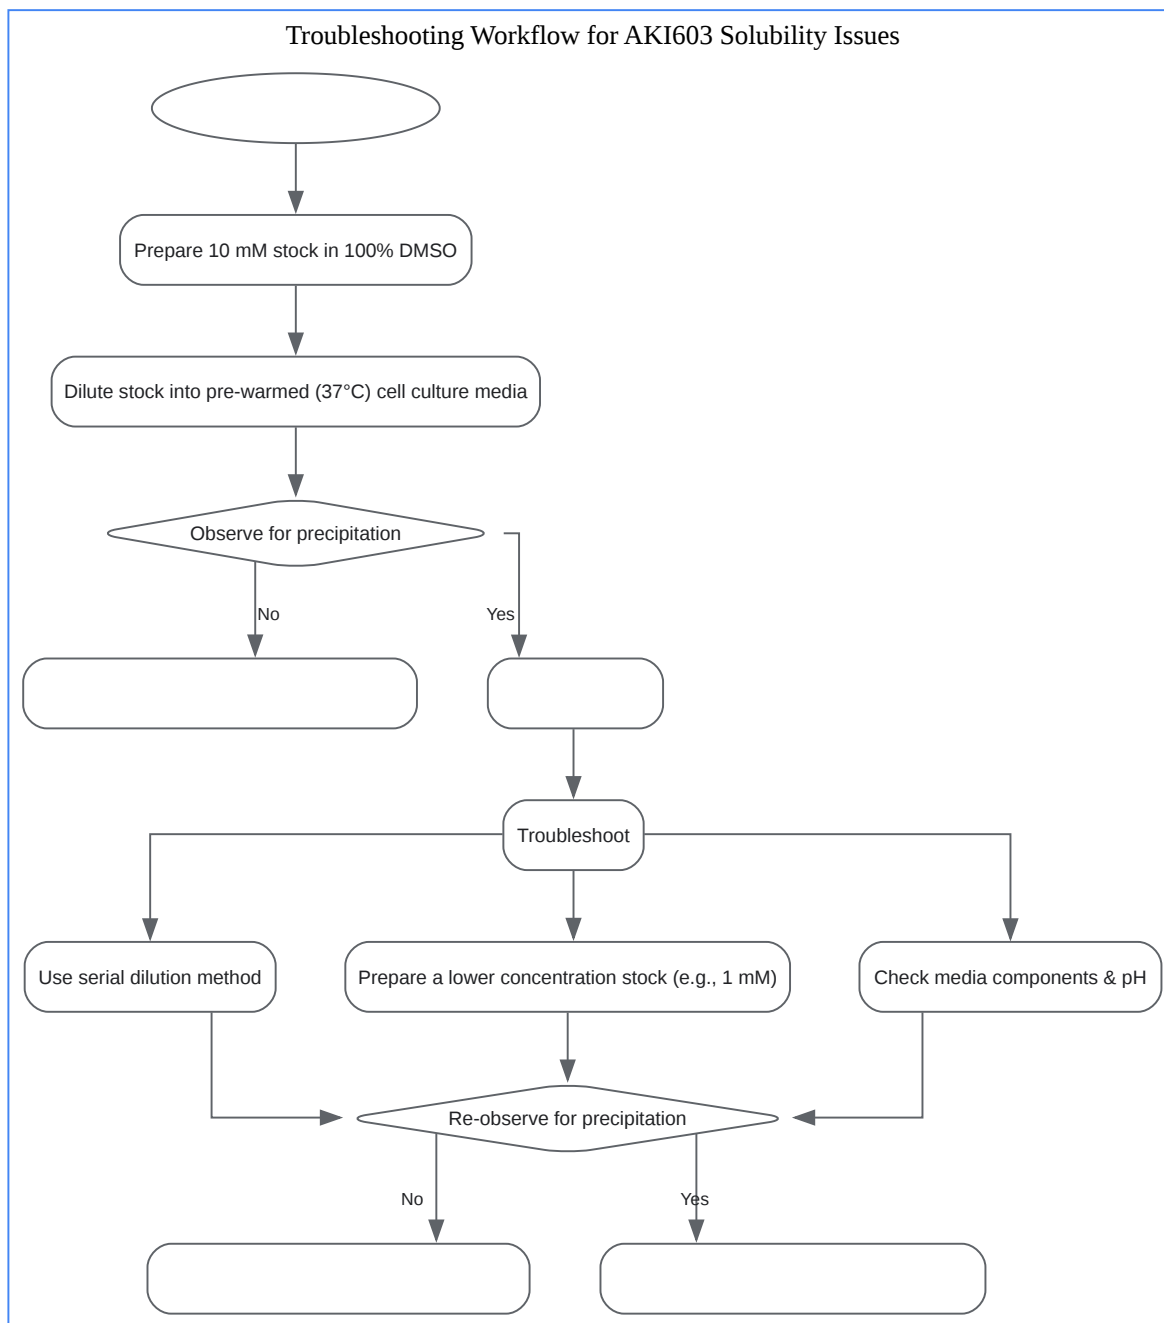 Troubleshooting Workflow for AKI603 Solubility Issues
Prepare 10 mM stock in 100% DMSO
Dilute stock into pre-warmed (37°C) cell culture media
Observe for precipitation
No
Yes
Troubleshoot
Use serial dilution method
Prepare a lower concentration stock (e.g., 1 mM)
Check media components & pH
Re-observe for precipitation
No
Yes